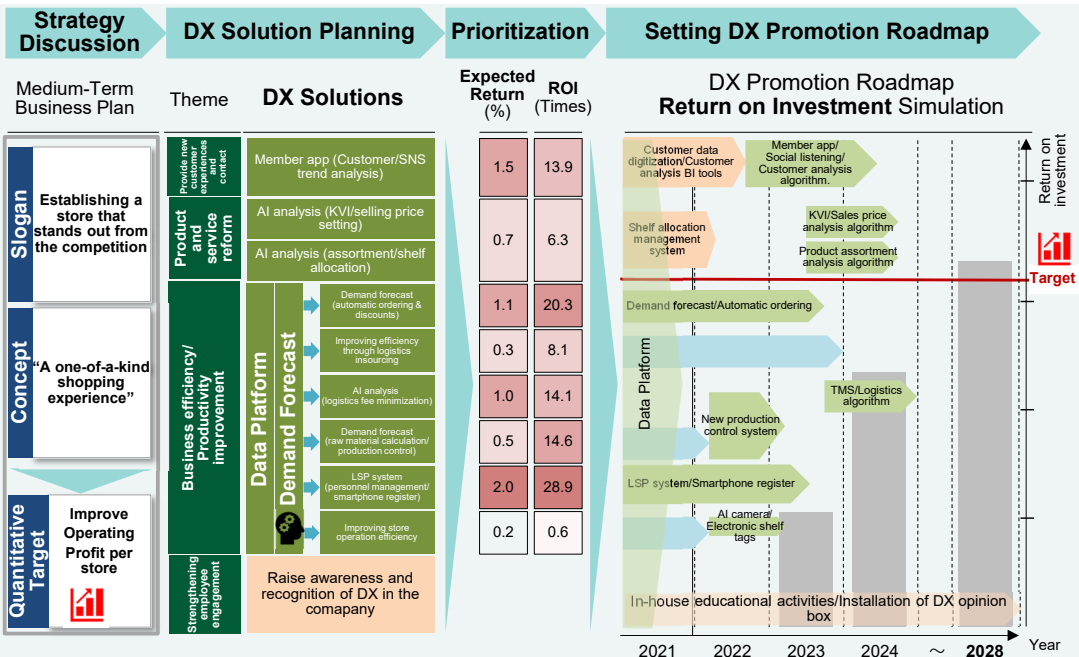 Strategy
Discussion
DX Solution Planning
Prioritization
Setting DX Promotion Roadmap
Medium-Term
Business Plan
Theme
DX Solutions
Expected
Return
(%)
ROI
(Times)
DX Promotion Roadmap
Return on Investment Simulation
Slogan
Establishing a
store that
stands out from
the competition
Concept
“A one-of-a-kind
shopping
experience”
Quantitative
Target
Improve
Operating
Profit per
store
Provide new
customer
experiences and
contact
Member app (Customer/SNS
trend analysis)
1.5
13.9
Product
and
service
reform
AI analysis (KVI/selling price
setting)
AI analysis (assortment/shelf
allocation)
0.7
6.3
Business efficiency/
Productivity
improvement
Data Platform
Demand Forecast
Demand forecast
(automatic ordering &
discounts)
1.1
20.3
Improving efficiency
through logistics
insourcing
0.3
8.1
AI analysis
(logistics fee minimization)
1.0
14.1
Demand forecast
(raw material calculation/
production control)
0.5
14.6
LSP system
(personnel management/
smartphone register)
2.0
28.9
Improving store
operation efficiency
0.2
0.6
Strengthening
employee
engagement
Raise awareness and
recognition of DX in the
comapany
Customer data
digitization/Customer
analysis BI tools
Member app/
Social listening/
Customer analysis
algorithm.
Shelf allocation
management
system
KVI/Sales price
analysis algorithm
Product assortment
analysis algorithm
Return on
investment
Target
Demand forecast/Automatic ordering
Data Platform
TMS/Logistics
algorithm
New production
control system
LSP system/Smartphone register
AI camera/
Electronic shelf
tags
In-house educational activities/Installation of DX opinion
box
2021
2022
2023
2024
～
2028
Year